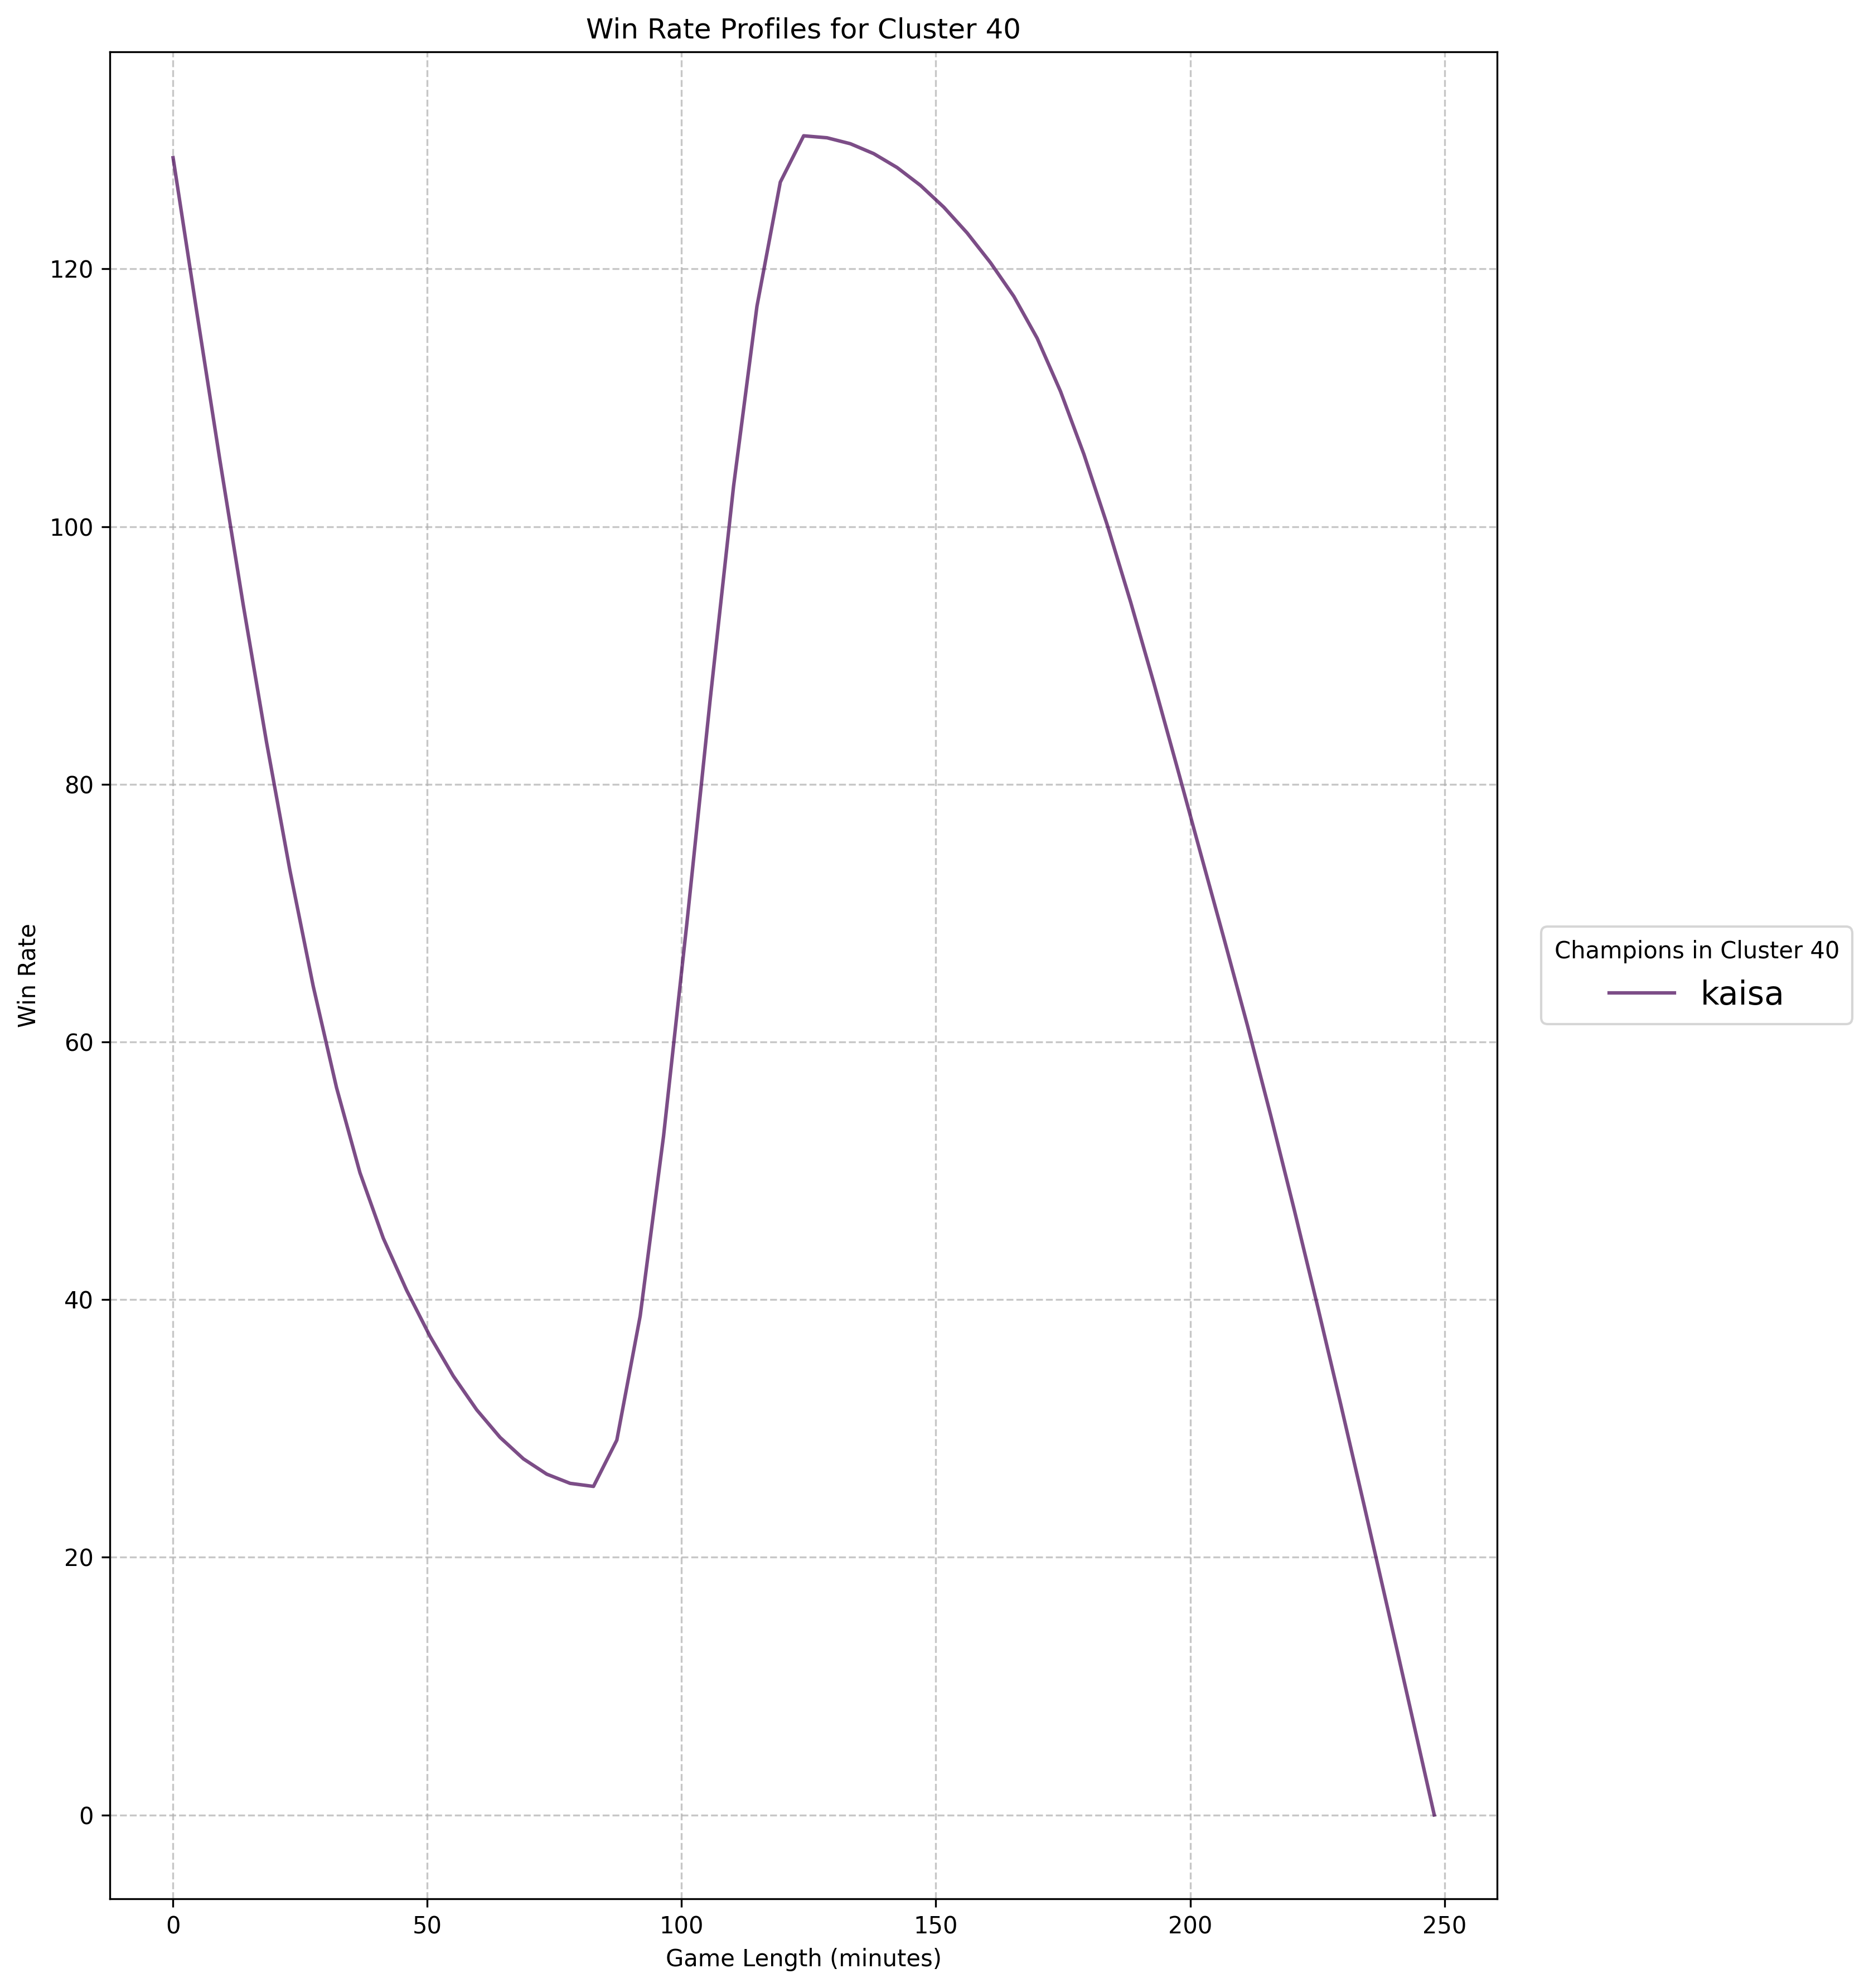 Win Rate Profiles for Cluster 40
Win Rate
120
100
80
60
40
20
0
0 50 100 150 200 250
Game Length (minutes)
Champions in Cluster 40
kaisa